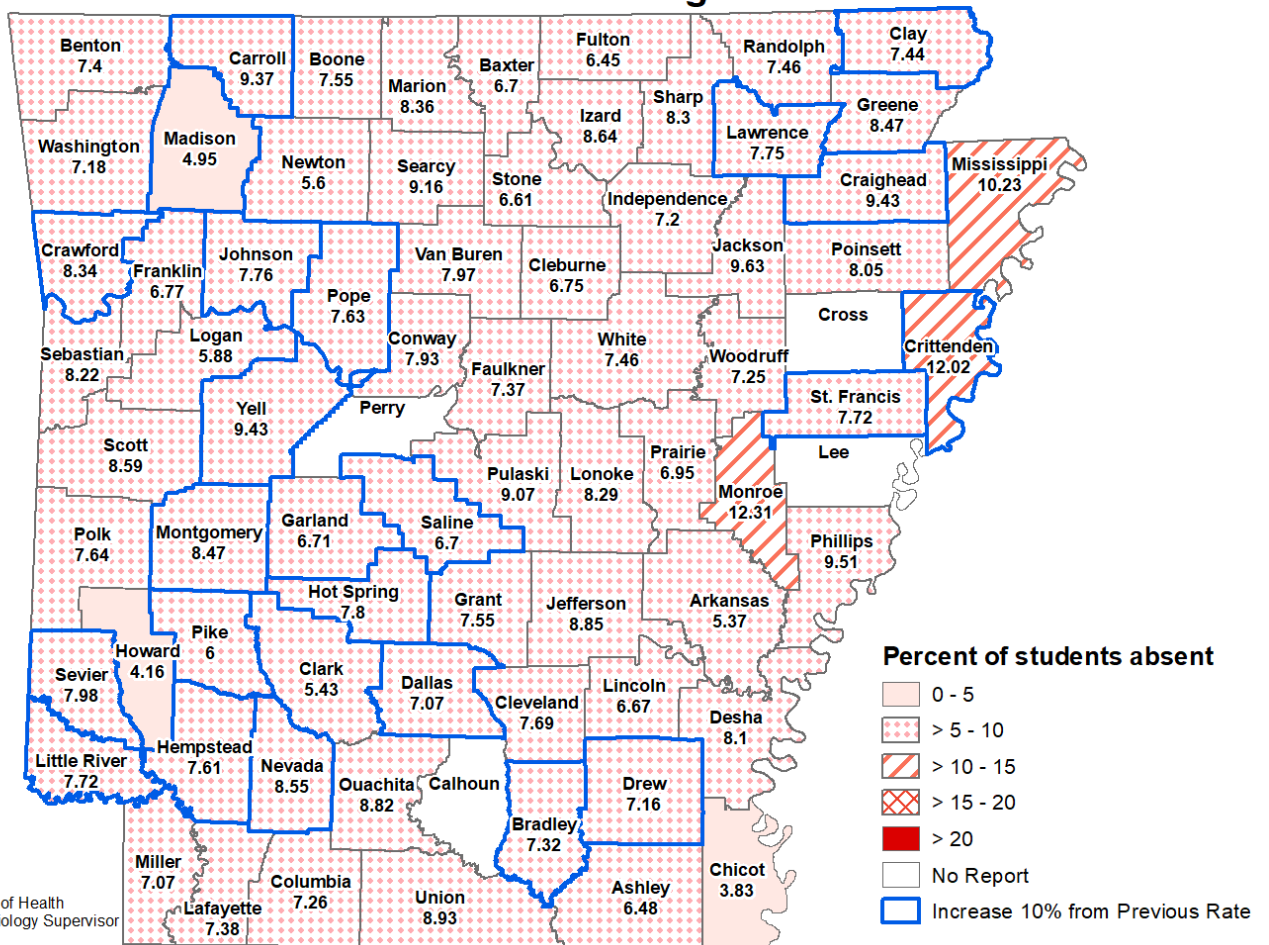 Benton
7.4
Carroll
9.37
Boone
7.55
Marion
8.36
Baxter
6.7
Fulton
6.45
Randolph
7.46
Clay
7.44
Washington
7.18
Madison
4.95
Newton
5.6
Searcy
9.16
Stone
6.61
Izard
8.64
Sharp
8.3
Lawrence
7.75
Greene
8.47
Independence
7.2
Craighead
9.43
Mississippi
10.23
Crawford
8.34
Franklin
6.77
Johnson
7.76
Pope
7.63
Van Buren
7.97
Cleburne
6.75
Jackson
9.63
Poinsett
8.05
Cross
Crittenden
12.02
Sebastian
8.22
Logan
5.88
Conway
7.93
Faulkner
7.37
White
7.46
Woodruff
7.25
St. Francis
7.72
Yell
9.43
Perry
Scott
8.59
Pulaski
9.07
Lonoke
8.29
Prairie
6.95
Monroe
12.31
Lee
Polk
7.64
Montgomery
8.47
Garland
6.71
Saline
6.7
Phillips
9.51
Hot Spring
7.8
Grant
7.55
Jefferson
8.85
Arkansas
5.37
Howard
4.16
Pike
6
Clark
5.43
Dallas
7.07
Cleveland
7.69
Lincoln
6.67
Desha
8.1
Sevier
7.98
Little River
7.72
Hempstead
7.61
Nevada
8.55
Ouachita
8.82
Calhoun
Bradley
7.32
Drew
7.16
Chicot
3.83
Miller
7.07
Lafayette
7.38
Columbia
7.26
Union
8.93
Ashley
6.48
Percent of students absent
0 - 5
> 5 - 10
> 10 - 15
> 15 - 20
> 20
No Report
Increase 10% from Previous Rate
of Health
ology Supervisor